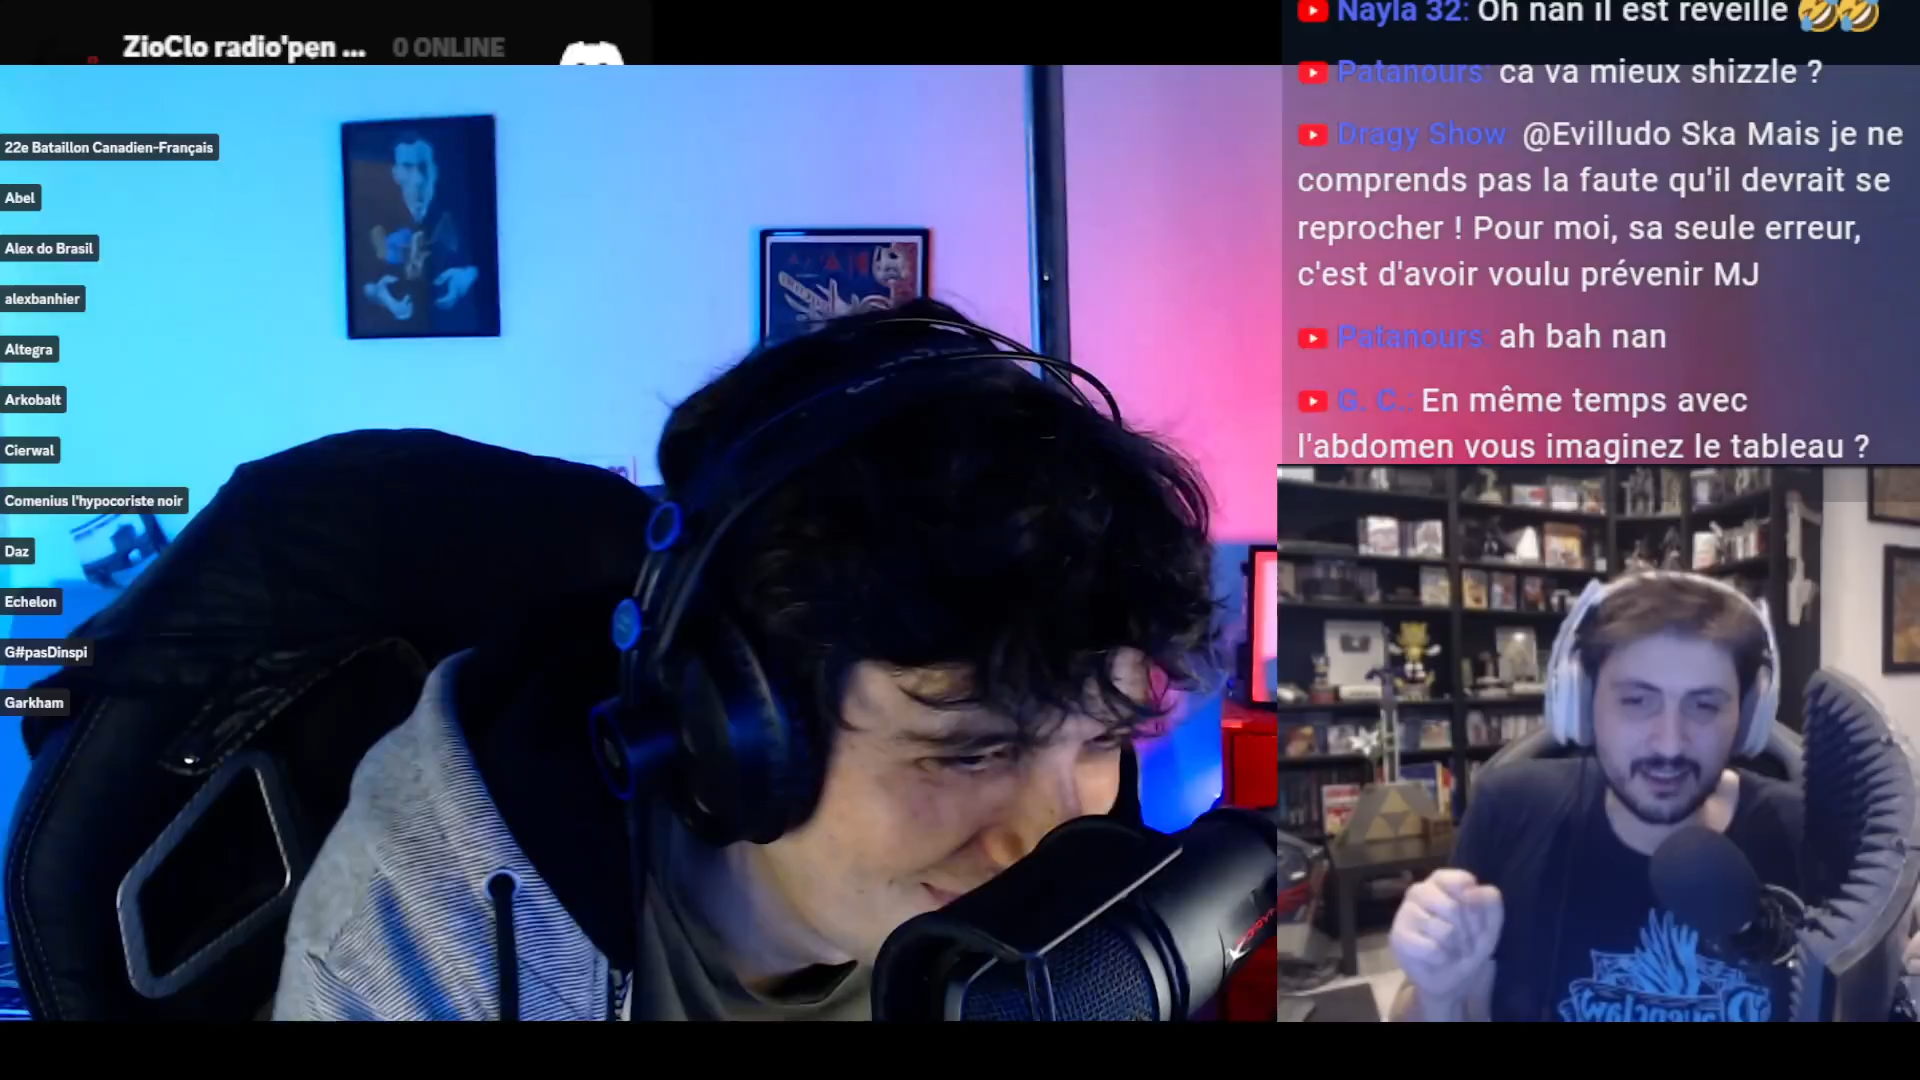 ZioClo radio'pen ... 0 ONLINE
22e Bataillon Canadien-Français
Abel
Alex do Brasil
alexbanhier
Altegra
Arkobalt
Cierwal
Comenius l'hypocoriste noir
Daz
Echelon
G#pasDinspi
Garkham
Nayla 32: Oh nan il est réveillé 🤣🤣
Patanours: ca va mieux shizzle ?
Dragy Show: @Evilludo Ska Mais je ne
comprends pas la faute qu'il devrait se
reprocher ! Pour moi, sa seule erreur,
c'est d'avoir voulu prévenir MJ
Patanours: ah bah nan
G. C.: En même temps avec
l'abdomen vous imaginez le tableau ?